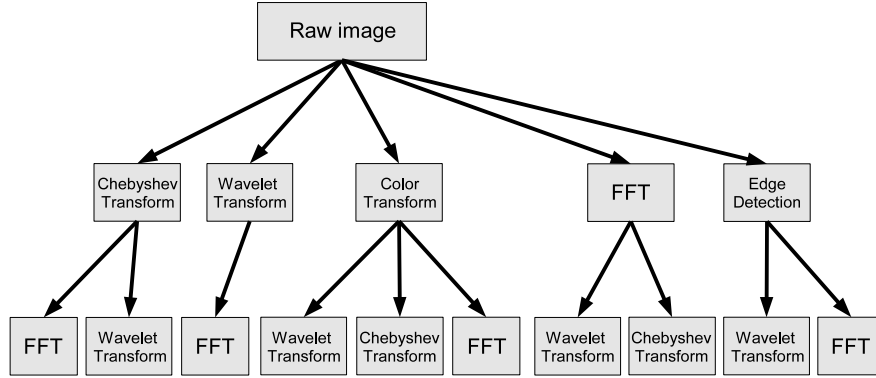 Raw image
Chebyshev
Transform
Wavelet
Transform
Color
Transform
FFT
Edge
Detection
FFT
Wavelet
Transform
FFT
Wavelet
Transform
Chebyshev
Transform
FFT
Wavelet
Transform
Chebyshev
Transform
Wavelet
Transform
FFT